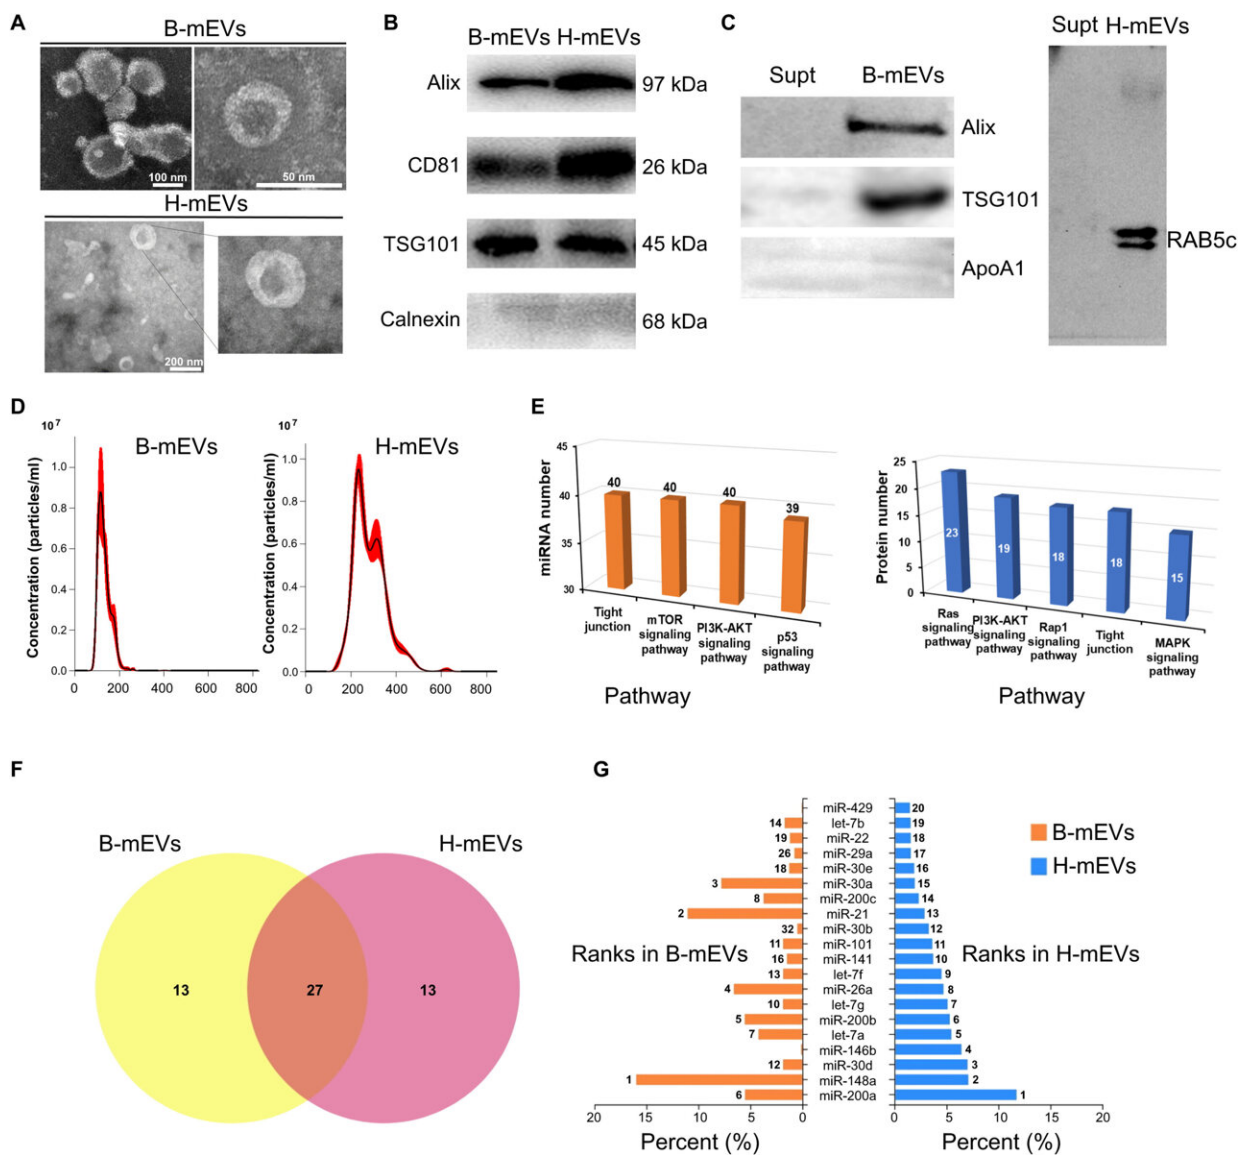 A
B-mEVs
100 nm
50 nm
H-mEVs
200 nm
B
B-mEVs H-mEVs
Alix 97 kDa
CD81 26 kDa
TSG101 45 kDa
Calnexin 68 kDa
C
Supt B-mEVs
Alix
TSG101
ApoA1
Supt H-mEVs
RAB5c
D
10⁷
B-mEVs
Concentration (particles/ml)
1.0
0.8
0.6
0.4
0.2
0.0
0 200 400 600 800
10⁷
H-mEVs
Concentration (particles/ml)
1.0
0.8
0.6
0.4
0.2
0.0
0 200 400 600 800
E
miRNA number
45
40
35
30
40 40 40 39
Tight junction
mTOR signaling pathway
PI3K-AKT signaling pathway
p53 signaling pathway
Pathway
Protein number
25
20
15
10
5
0
23 19 18 18 15
Ras signaling pathway
PI3K-AKT signaling pathway
Rap1 signaling pathway
Tight junction
MAPK signaling pathway
Pathway
F
B-mEVs
H-mEVs
13 27 13
G
miR-429 20
14 let-7b 19
19 miR-22 18
26 miR-29a 17
18 miR-30e 16
3 miR-30a 15
8 miR-200c 14
2 miR-21 13
32 miR-30b 12
11 miR-101 11
16 miR-141 10
13 let-7f 9
4 miR-26a 8
10 let-7g 7
5 miR-200b 6
7 let-7a 5
miR-146b 4
12 miR-30d 3
1 miR-148a 2
6 miR-200a 1
Ranks in B-mEVs
Ranks in H-mEVs
B-mEVs
H-mEVs
20 15 10 5 0
0 5 10 15 20
Percent (%)
Percent (%)